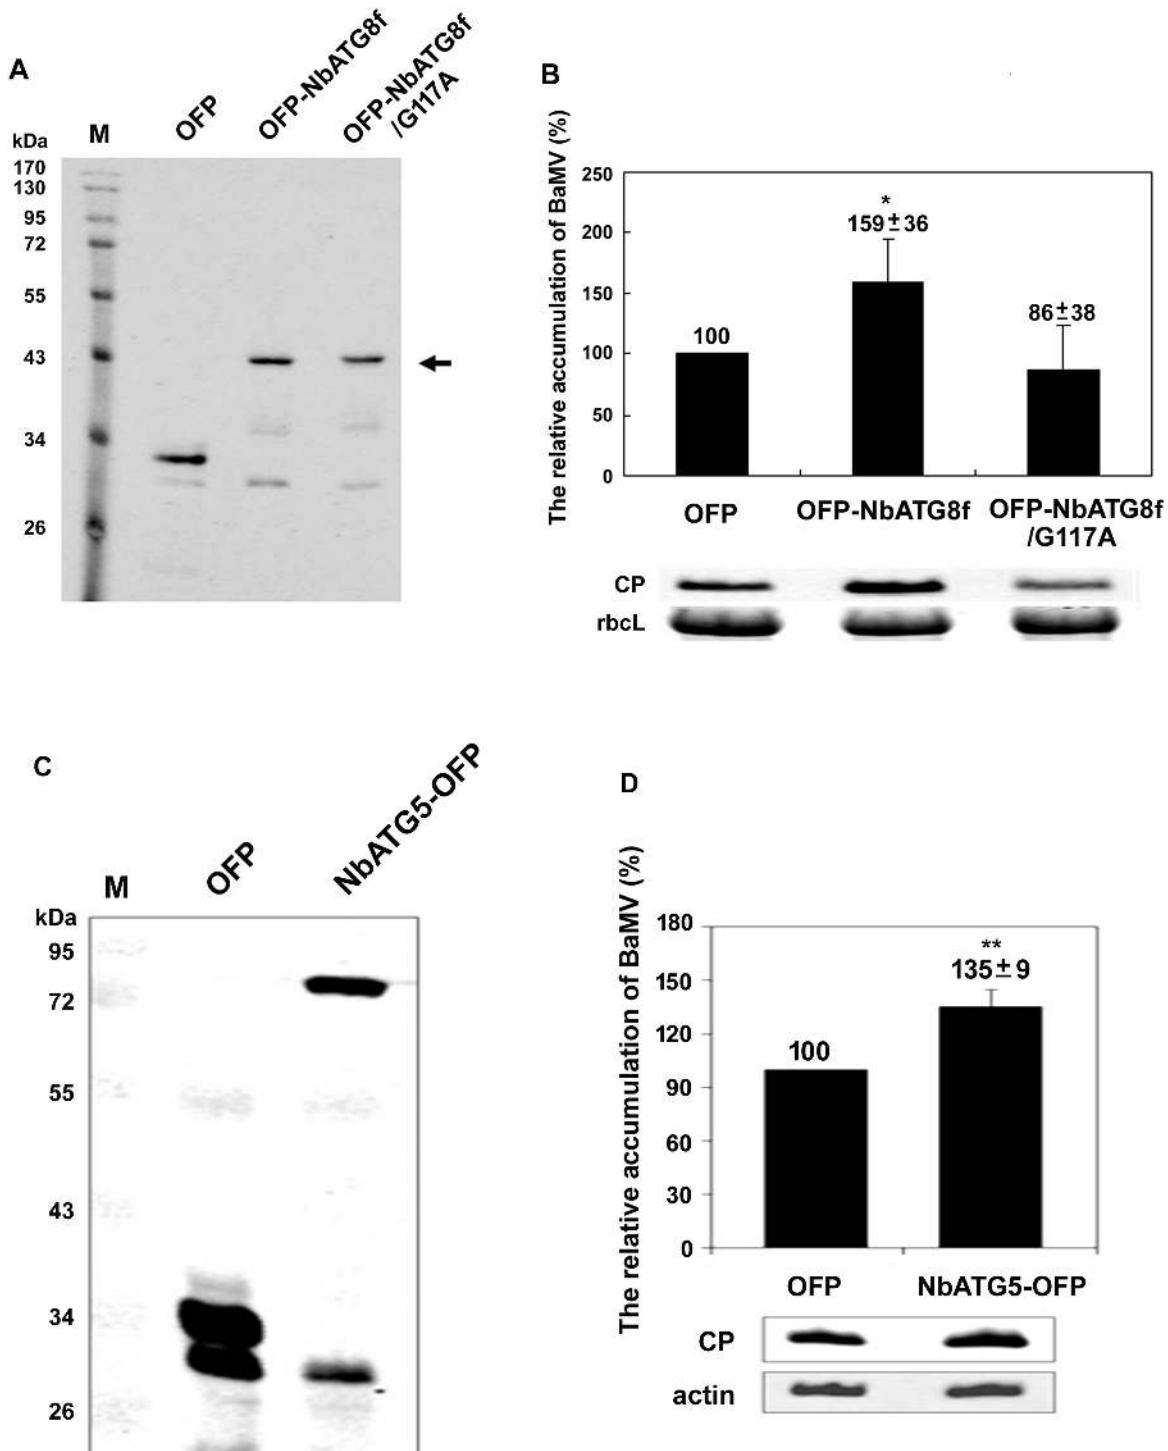 A
kDa
M
OFP
OFP-NbATG8f
OFP-NbATG8f
/G117A
170
130
95
72
55
43
34
26
B
The relative accumulation of BaMV (%)
250
200
150
100
50
0
100
*
159±36
86±38
OFP
OFP-NbATG8f
OFP-NbATG8f
/G117A
CP
rbcL
C
kDa
M
OFP
NbATG5-OFP
95
72
55
43
34
26
D
The relative accumulation of BaMV (%)
180
150
120
90
60
30
0
100
**
135±9
OFP
NbATG5-OFP
CP
actin